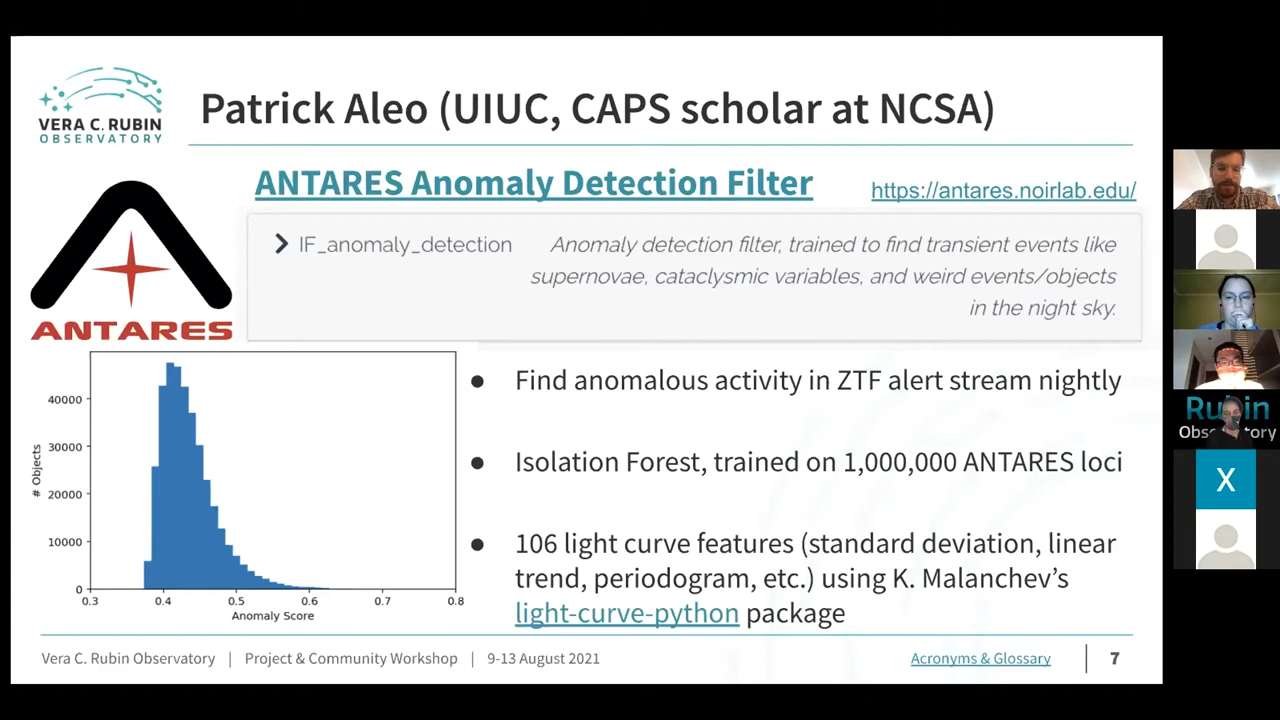 VERA C. RUBIN
OBSERVATORY
Patrick Aleo (UIUC, CAPS scholar at NCSA)
ANTARES Anomaly Detection Filter
https://antares.noirlab.edu/
IF_anomaly_detection
Anomaly detection filter, trained to find transient events like
supernovae, cataclysmic variables, and weird events/objects
in the night sky.
ANTARES
# Objects
40000
30000
20000
10000
0
0.3 0.4 0.5 0.6 0.7 0.8
Anomaly Score
● Find anomalous activity in ZTF alert stream nightly
● Isolation Forest, trained on 1,000,000 ANTARES loci
● 106 light curve features (standard deviation, linear
trend, periodogram, etc.) using K. Malanchev’s
light-curve-python package
Vera C. Rubin Observatory | Project & Community Workshop | 9-13 August 2021
Acronyms & Glossary | 7
X